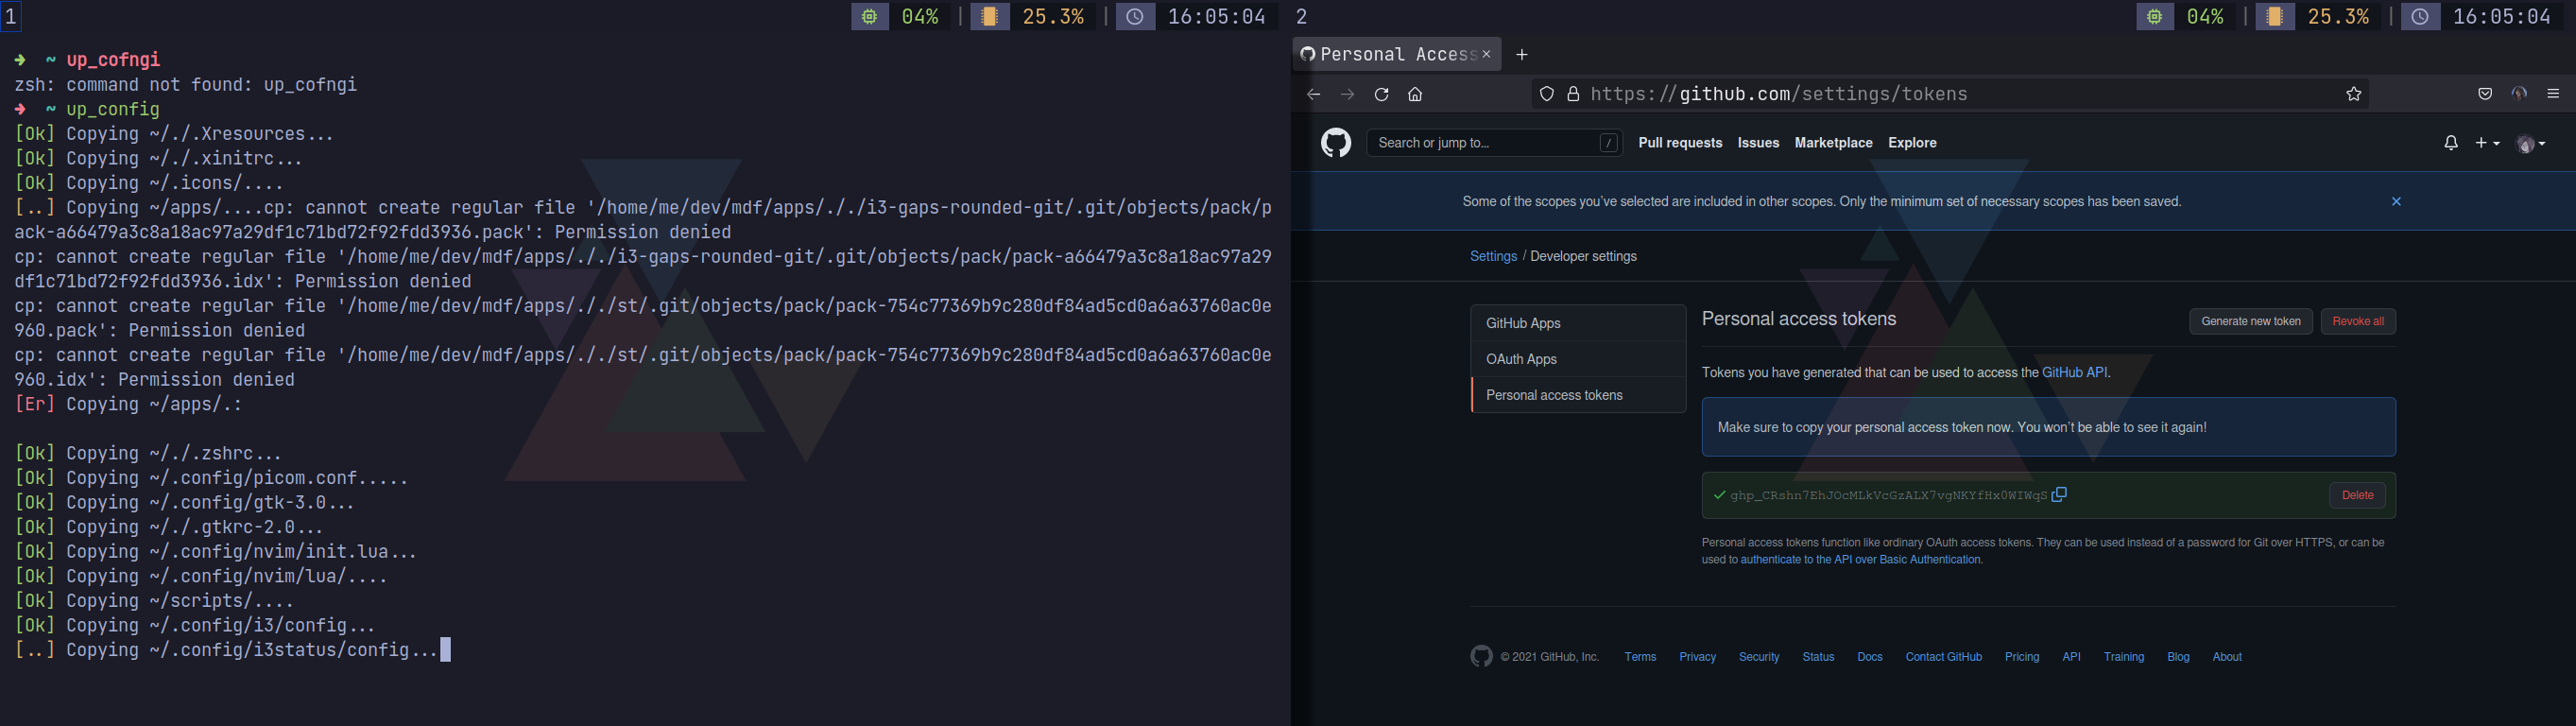 1
04% | 25.3% | 16:05:04
➜ ~ up_cofngi
zsh: command not found: up_cofngi
➜ ~ up_config
[Ok] Copying ~/./.Xresources...
[Ok] Copying ~/./.xinitrc...
[Ok] Copying ~/.icons/....
[..] Copying ~/apps/....cp: cannot create regular file '/home/me/dev/mdf/apps/././i3-gaps-rounded-git/.git/objects/pack/p
ack-a66479a3c8a18ac97a29df1c71bd72f92fdd3936.pack': Permission denied
cp: cannot create regular file '/home/me/dev/mdf/apps/././i3-gaps-rounded-git/.git/objects/pack/pack-a66479a3c8a18ac97a29
df1c71bd72f92fdd3936.idx': Permission denied
cp: cannot create regular file '/home/me/dev/mdf/apps/././st/.git/objects/pack/pack-754c77369b9c280df84ad5cd0a6a63760ac0e
960.pack': Permission denied
cp: cannot create regular file '/home/me/dev/mdf/apps/././st/.git/objects/pack/pack-754c77369b9c280df84ad5cd0a6a63760ac0e
960.idx': Permission denied
[Er] Copying ~/apps/.:
[Ok] Copying ~/./.zshrc...
[Ok] Copying ~/.config/picom.conf.....
[Ok] Copying ~/.config/gtk-3.0...
[Ok] Copying ~/./.gtkrc-2.0...
[Ok] Copying ~/.config/nvim/init.lua...
[Ok] Copying ~/.config/nvim/lua/....
[Ok] Copying ~/scripts/....
[Ok] Copying ~/.config/i3/config...
[..] Copying ~/.config/i3status/config...
2
04% | 25.3% | 16:05:04
Personal Access
https://github.com/settings/tokens
Search or jump to... / Pull requests Issues Marketplace Explore
Some of the scopes you've selected are included in other scopes. Only the minimum set of necessary scopes has been saved.
Settings / Developer settings
GitHub Apps
OAuth Apps
Personal access tokens
Personal access tokens
Generate new token Revoke all
Tokens you have generated that can be used to access the GitHub API.
Make sure to copy your personal access token now. You won't be able to see it again!
[access token omitted] Delete
Personal access tokens function like ordinary OAuth access tokens. They can be used instead of a password for Git over HTTPS, or can be
used to authenticate to the API over Basic Authentication.
© 2021 GitHub, Inc. Terms Privacy Security Status Docs Contact GitHub Pricing API Training Blog About